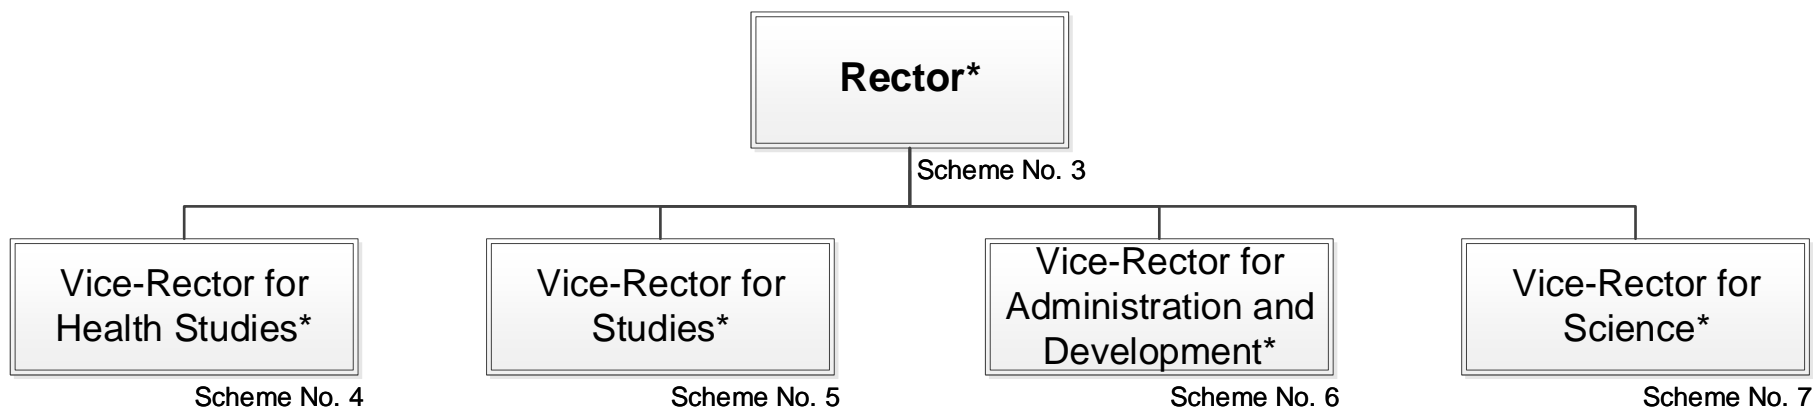 Rector*
Scheme No. 3
Vice-Rector for
Health Studies*
Scheme No. 4
Vice-Rector for
Studies*
Scheme No. 5
Vice-Rector for
Administration and
Development*
Scheme No. 6
Vice-Rector for
Science*
Scheme No. 7